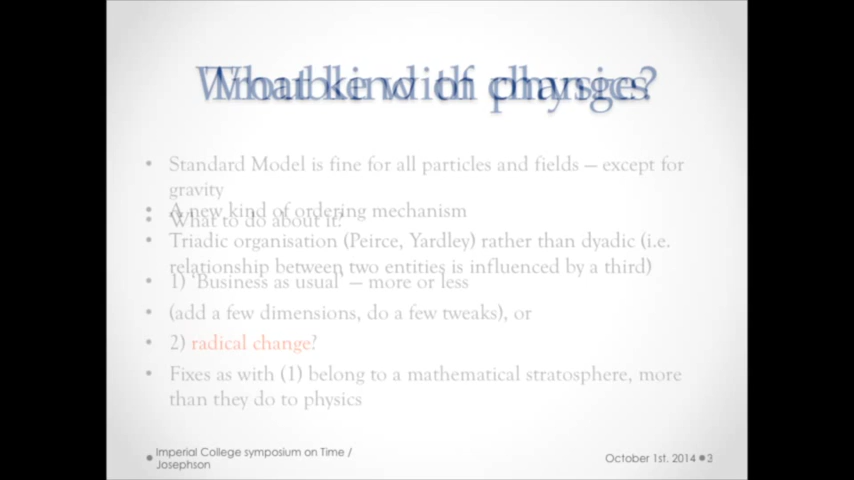 What kind of change?
Trouble with physics
• Standard Model is fine for all particles and fields – except for
gravity
• A new kind of ordering mechanism
• What to do about it?
• Triadic organisation (Peirce, Yardley) rather than dyadic (i.e.
relationship between two entities is influenced by a third)
• 1) 'Business as usual' – more or less
• (add a few dimensions, do a few tweaks), or
• 2) radical change?
• Fixes as with (1) belong to a mathematical stratosphere, more
than they do to physics
• Imperial College symposium on Time /
Josephson
October 1st. 2014 • 3